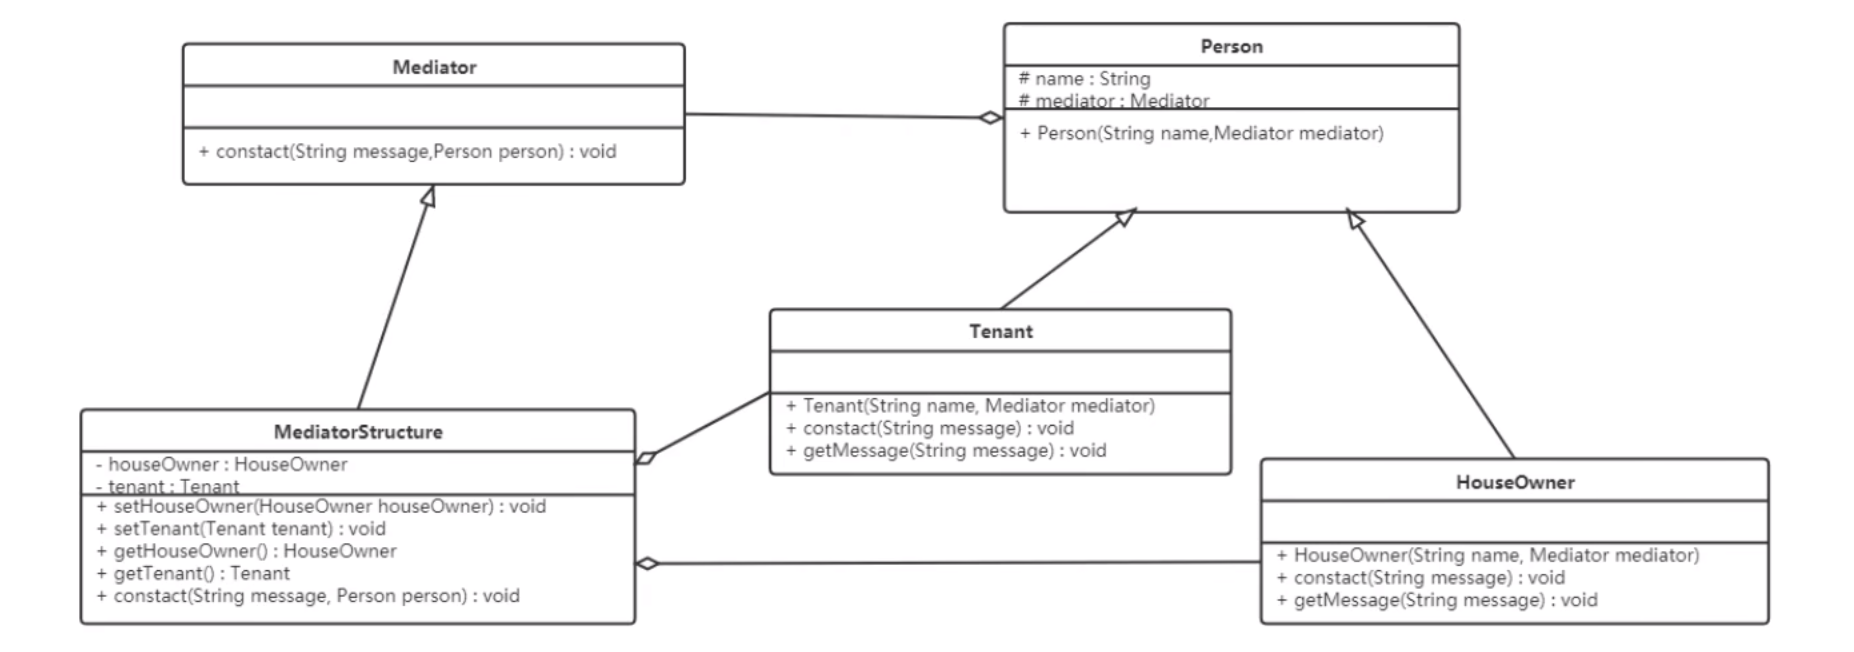 Mediator
+ constact(String message,Person person) : void
Person
# name : String
# mediator : Mediator
+ Person(String name,Mediator mediator)
Tenant
+ Tenant(String name, Mediator mediator)
+ constact(String message) : void
+ getMessage(String message) : void
MediatorStructure
- houseOwner : HouseOwner
- tenant : Tenant
+ setHouseOwner(HouseOwner houseOwner) : void
+ setTenant(Tenant tenant) : void
+ getHouseOwner() : HouseOwner
+ getTenant() : Tenant
+ constact(String message, Person person) : void
HouseOwner
+ HouseOwner(String name, Mediator mediator)
+ constact(String message) : void
+ getMessage(String message) : void